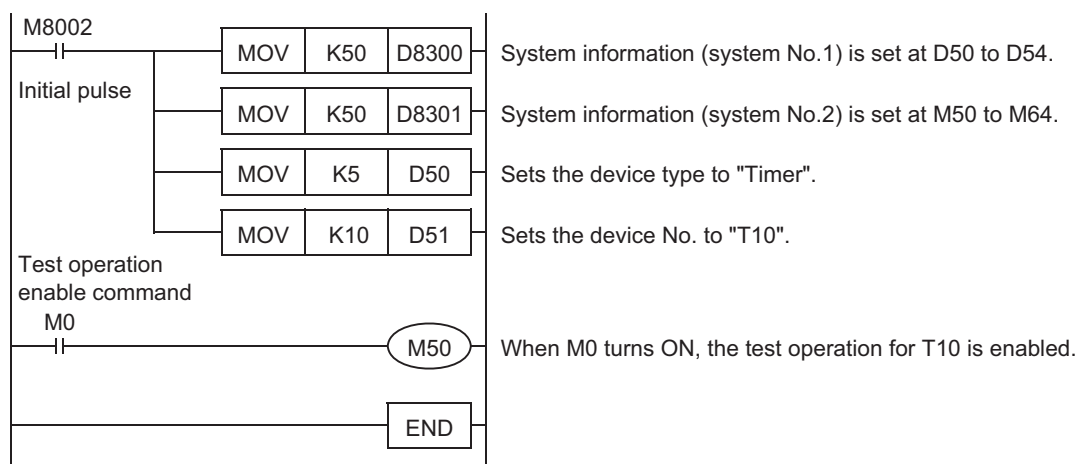 M8002
MOV K50 D8300 System information (system No.1) is set at D50 to D54.
Initial pulse
MOV K50 D8301 System information (system No.2) is set at M50 to M64.
MOV K5 D50 Sets the device type to "Timer".
MOV K10 D51 Sets the device No. to "T10".
Test operation
enable command
M0
M50 When M0 turns ON, the test operation for T10 is enabled.
END